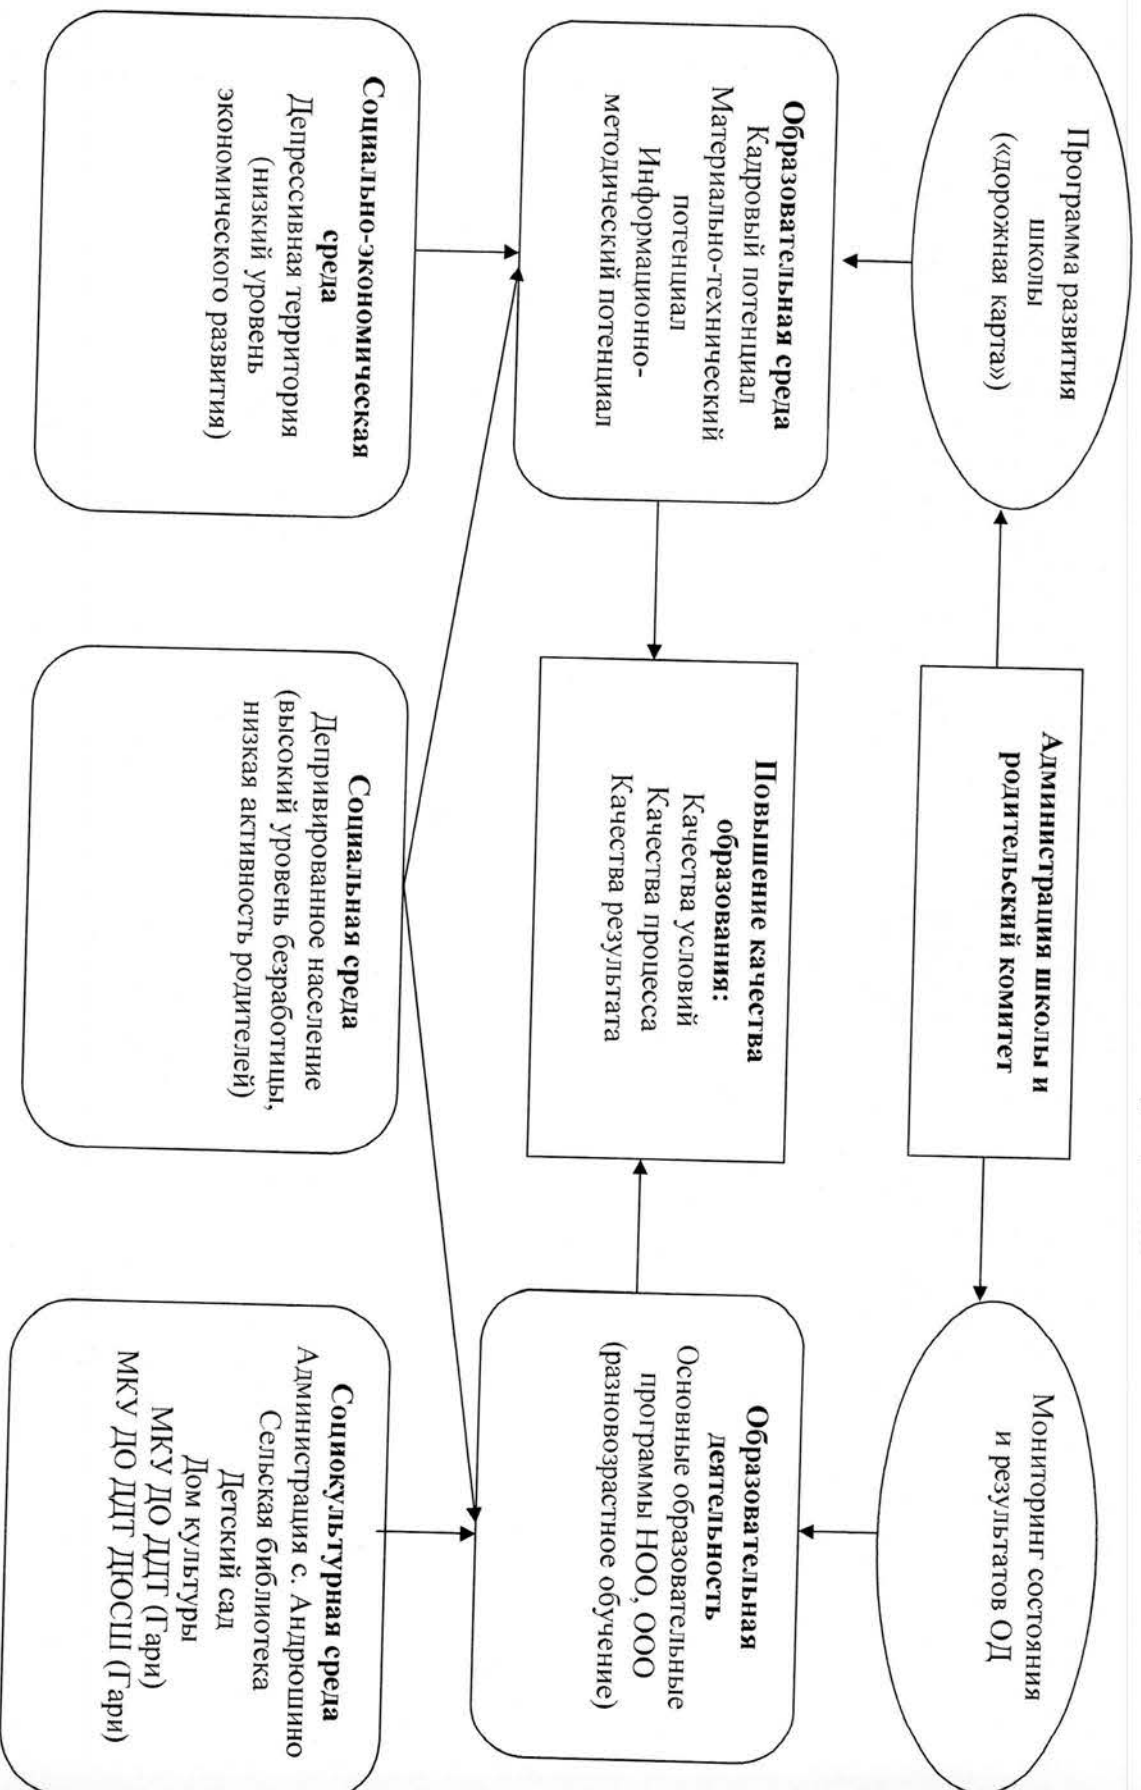 Администрация школы и
родительский комитет
Программа развития
школы
(«дорожная карта»)
Мониторинг состояния
и результатов ОД
Образовательная среда
Кадровый потенциал
Материально-технический
потенциал
Информационно-
методический потенциал
Повышение качества
образования:
Качества условий
Качества процесса
Качества результата
Образовательная
деятельность
Основные образовательные
программы НОО, ООО
(разновозрастное обучение)
Социально-экономическая
среда
Депрессивная территория
(низкий уровень
экономического развития)
Социальная среда
Депривированное население
(высокий уровень безработицы,
низкая активность родителей)
Социокультурная среда
Администрация с. Андрюшино
Сельская библиотека
Детский сад
Дом культуры
МКУ ДО ДДТ (Гари)
МКУ ДО ДДТ ДЮСШ (Гари)